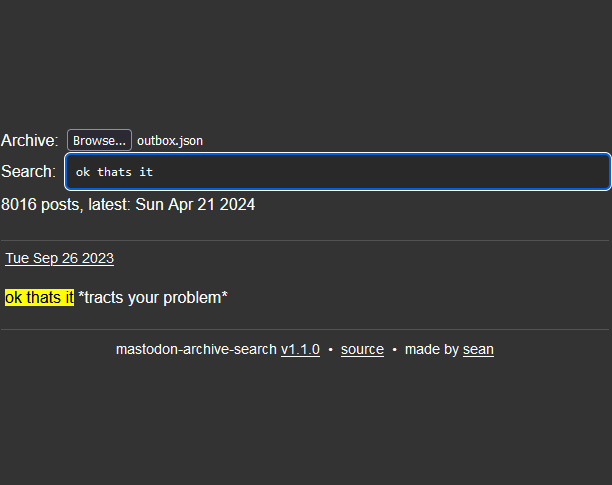 Archive: Browse... outbox.json
Search: ok thats it
8016 posts, latest: Sun Apr 21 2024
Tue Sep 26 2023
ok thats it *tracts your problem*
mastodon-archive-search v1.1.0 • source • made by sean